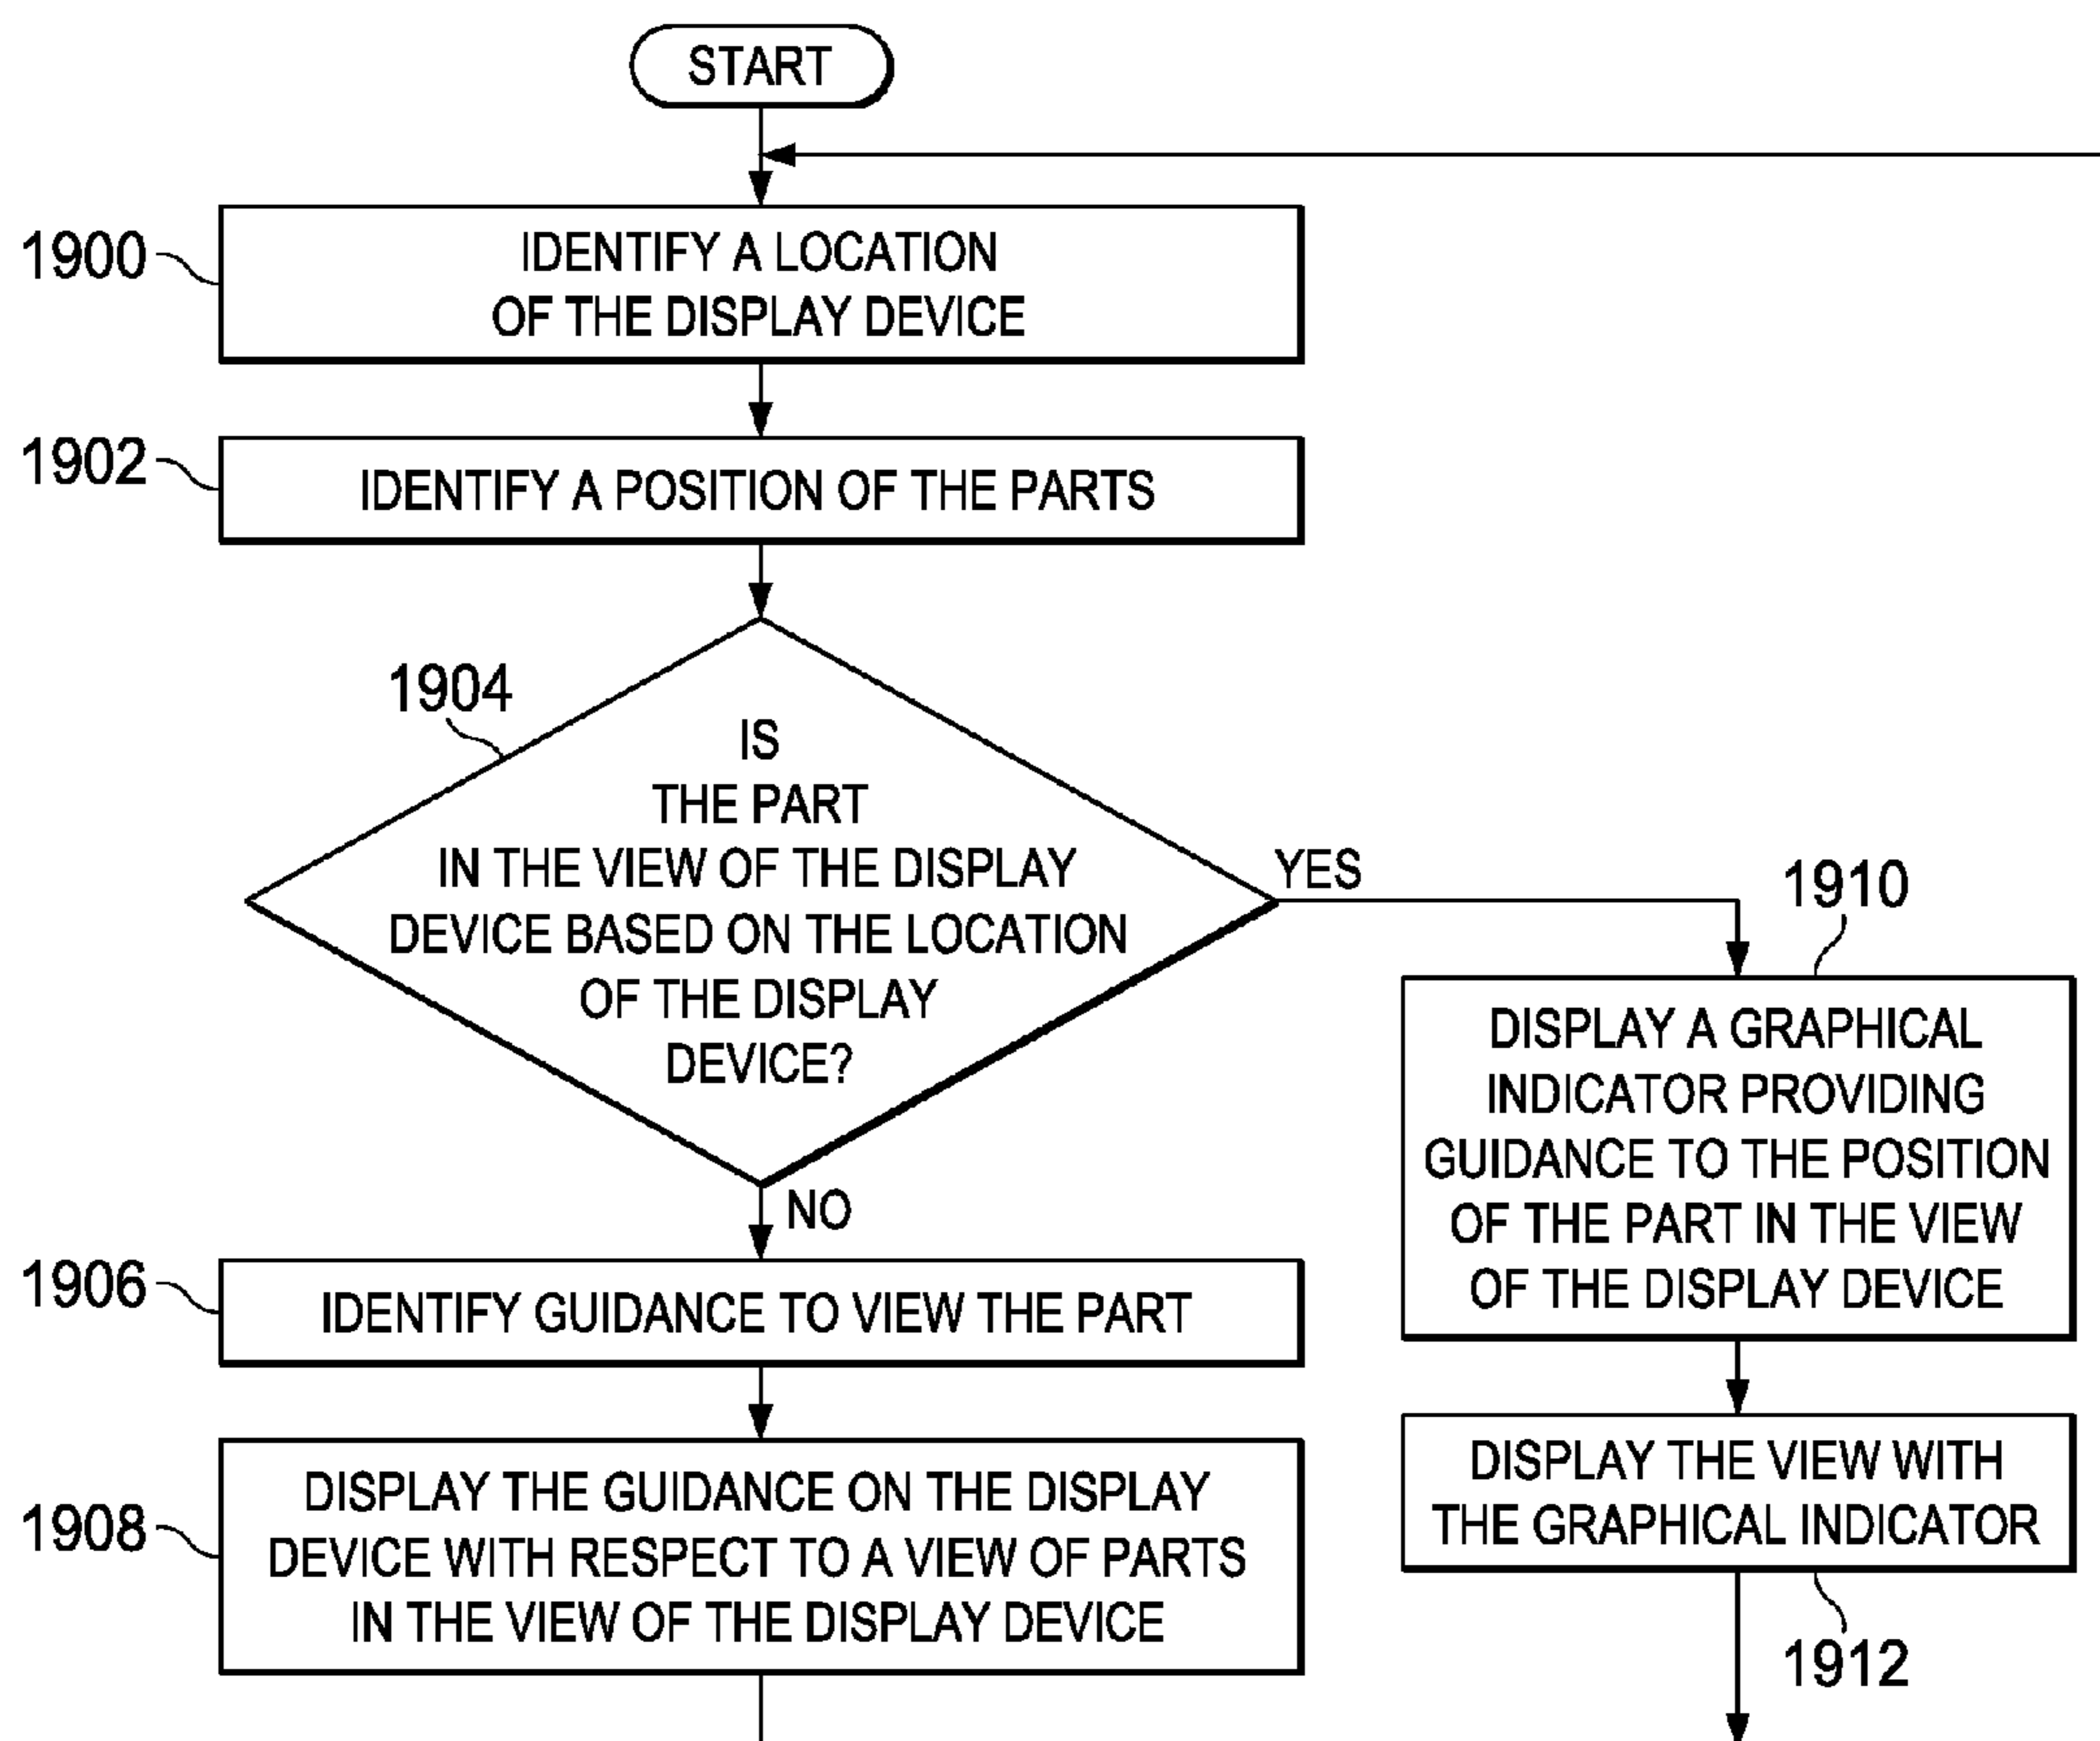 START
1900
IDENTIFY A LOCATION
OF THE DISPLAY DEVICE
1902
IDENTIFY A POSITION OF THE PARTS
1904
IS
THE PART
IN THE VIEW OF THE DISPLAY
DEVICE BASED ON THE LOCATION
OF THE DISPLAY
DEVICE?
YES
NO
1906
IDENTIFY GUIDANCE TO VIEW THE PART
1908
DISPLAY THE GUIDANCE ON THE DISPLAY
DEVICE WITH RESPECT TO A VIEW OF PARTS
IN THE VIEW OF THE DISPLAY DEVICE
1910
DISPLAY A GRAPHICAL
INDICATOR PROVIDING
GUIDANCE TO THE POSITION
OF THE PART IN THE VIEW
OF THE DISPLAY DEVICE
DISPLAY THE VIEW WITH
THE GRAPHICAL INDICATOR
1912